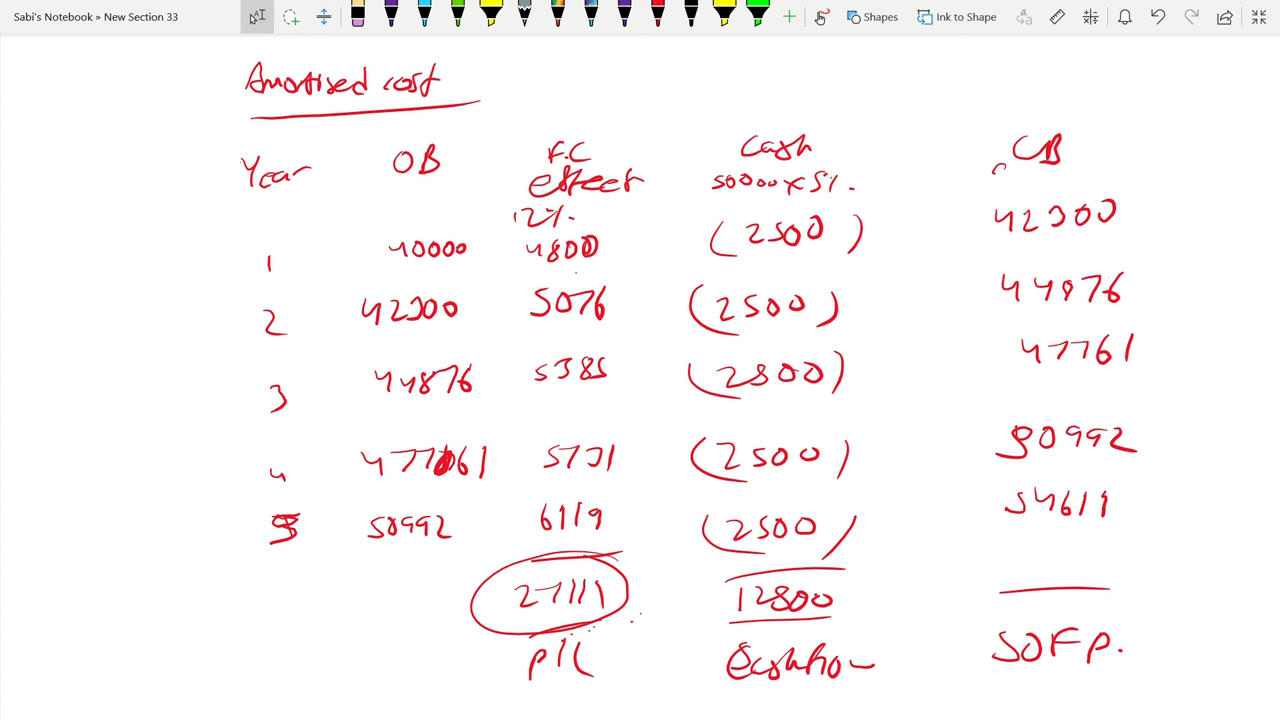 Sabi's Notebook » New Section 33
Shapes
Ink to Shape
Amortised cost
Year OB F.C Cash CB
effect 50000 x 5%.
12%.
1 40000 4800 (2500) 42300
2 42300 5076 (2500) 44876
3 44876 5385 (2500) 47761
4 47761 5731 (2500) 50992
5 50992 6119 (2500) 54611
27111 12500
P/L SOFP.